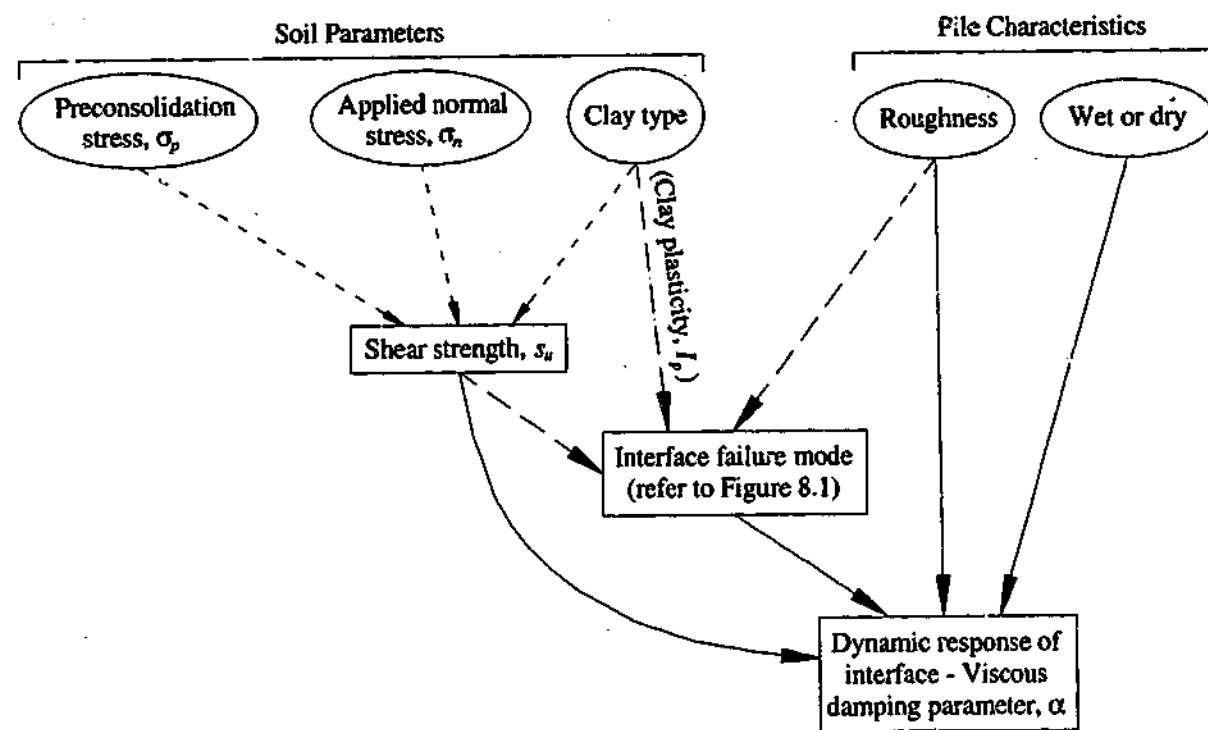 Soil Parameters
Pile Characteristics
Preconsolidation
stress, σp
Applied normal
stress, σn
Clay type
Roughness
Wet or dry
(Clay plasticity, Ip)
Shear strength, su
Interface failure mode
(refer to Figure 8.1)
Dynamic response of
interface - Viscous
damping parameter, α